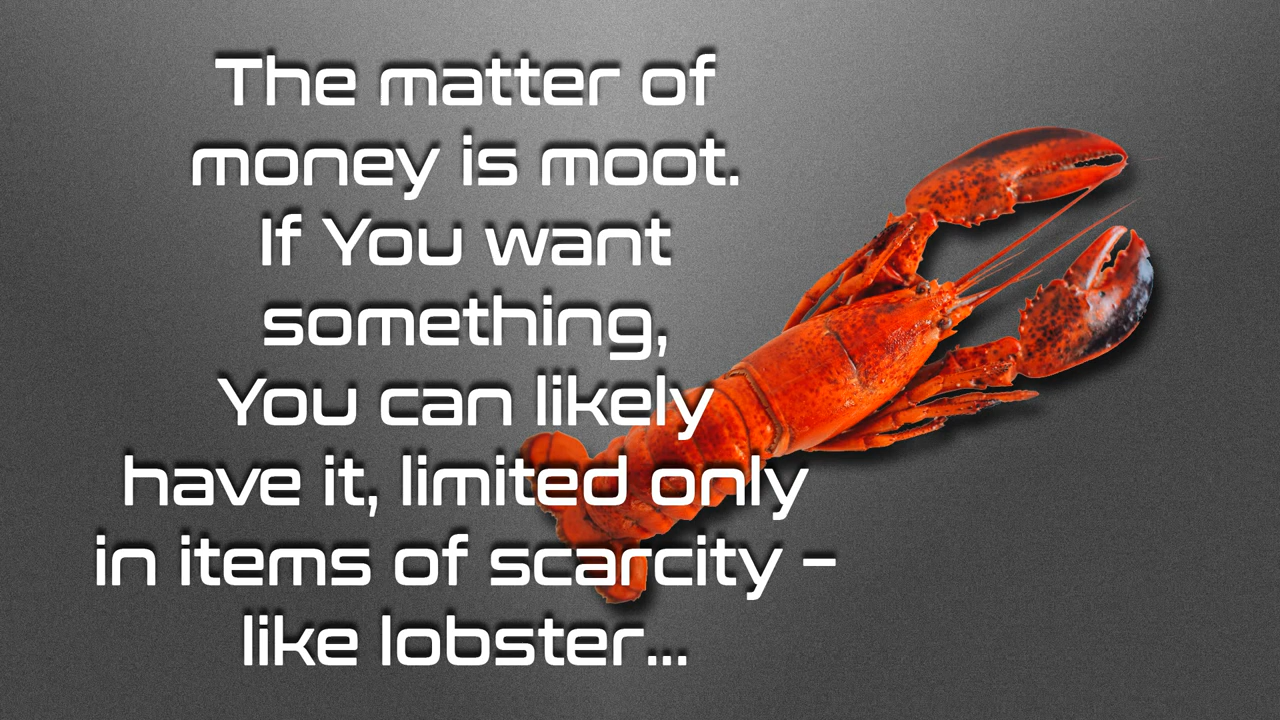 The matter of
money is moot.
If You want
something,
You can likely
have it, limited only
in items of scarcity –
like lobster...